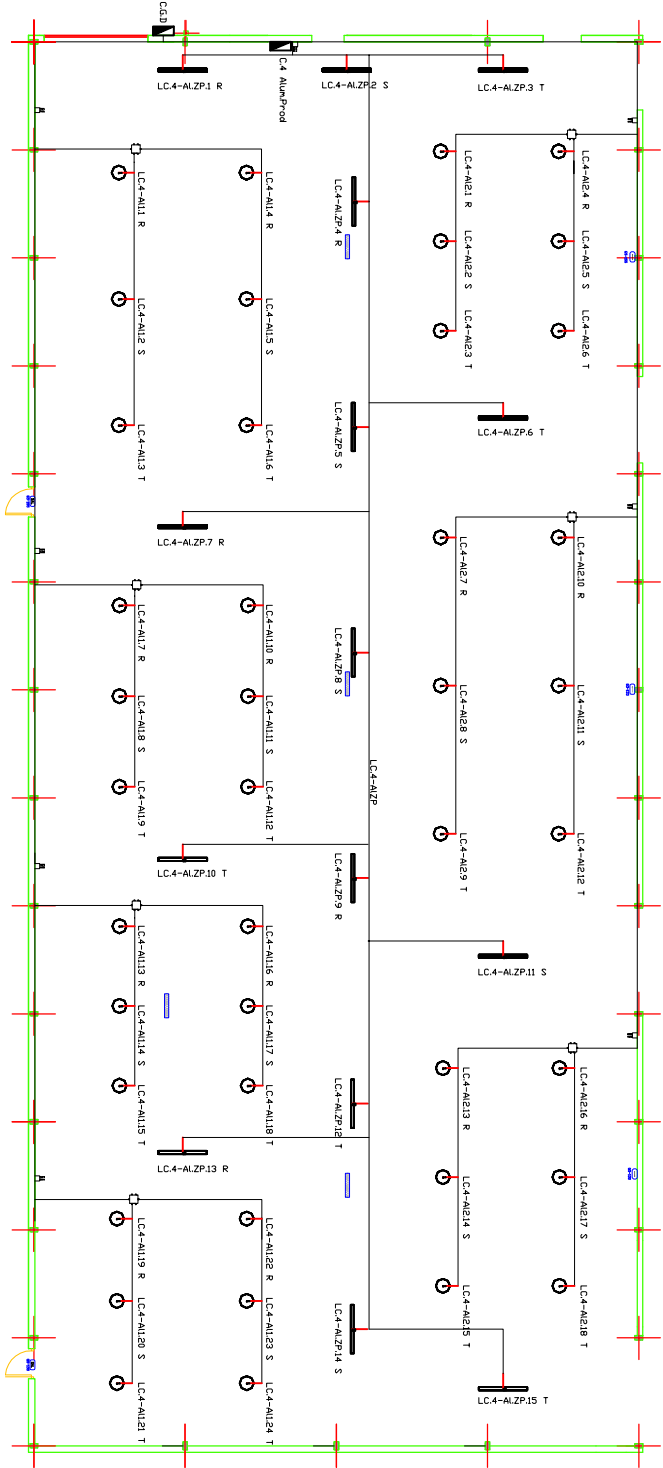 C.G.D
C.4 Alum.Prod
LC.4-Al.ZP.1 R
LC.4-Al.ZP.2 S
LC.4-Al.ZP.3 T
LC.4-Al1.1 R
LC.4-Al1.4 R
LC.4-Al.ZP.4 R
LC.4-Al2.1 R
LC.4-Al2.4 R
LC.4-Al2.2 S
LC.4-Al2.5 S
LC.4-Al1.2 S
LC.4-Al1.5 S
LC.4-Al2.3 T
LC.4-Al2.6 T
LC.4-Al1.3 T
LC.4-Al1.6 T
LC.4-Al.ZP.5 S
LC.4-Al.ZP.6 T
LC.4-Al.ZP.7 R
LC.4-Al2.7 R
LC.4-Al2.10 R
LC.4-Al1.7 R
LC.4-Al1.10 R
LC.4-Al.ZP.8 S
LC.4-Al2.8 S
LC.4-Al2.11 S
LC.4-Al1.8 S
LC.4-Al1.11 S
LC.4-AlZP
LC.4-Al1.9 T
LC.4-Al1.12 T
LC.4-Al2.9 T
LC.4-Al2.12 T
LC.4-Al.ZP.10 T
LC.4-Al.ZP.9 R
LC.4-Al.ZP.11 S
LC.4-Al1.13 R
LC.4-Al1.16 R
LC.4-Al1.14 S
LC.4-Al1.17 S
LC.4-Al1.15 T
LC.4-Al1.18 T
LC.4-Al.ZP.12 T
LC.4-Al2.13 R
LC.4-Al2.16 R
LC.4-Al.ZP.13 R
LC.4-Al2.14 S
LC.4-Al2.17 S
LC.4-Al1.19 R
LC.4-Al1.22 R
LC.4-Al2.15 T
LC.4-Al2.18 T
LC.4-Al1.20 S
LC.4-Al1.23 S
LC.4-Al.ZP.14 S
LC.4-Al1.21 T
LC.4-Al1.24 T
LC.4-Al.ZP.15 T